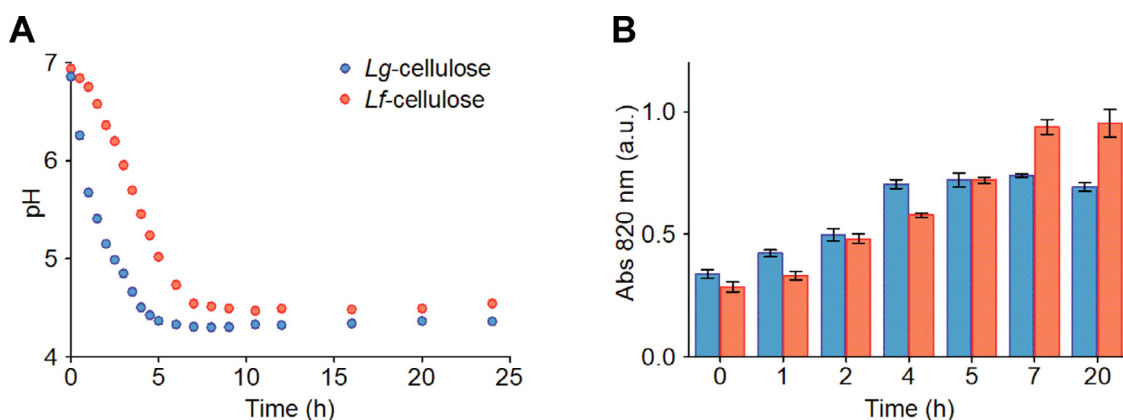 A
7
6
5
4
pH
0 5 10 15 20 25
Time (h)
Lg-cellulose
Lf-cellulose
B
1.0
0.5
0.0
Abs 820 nm (a.u.)
0 1 2 4 5 7 20
Time (h)